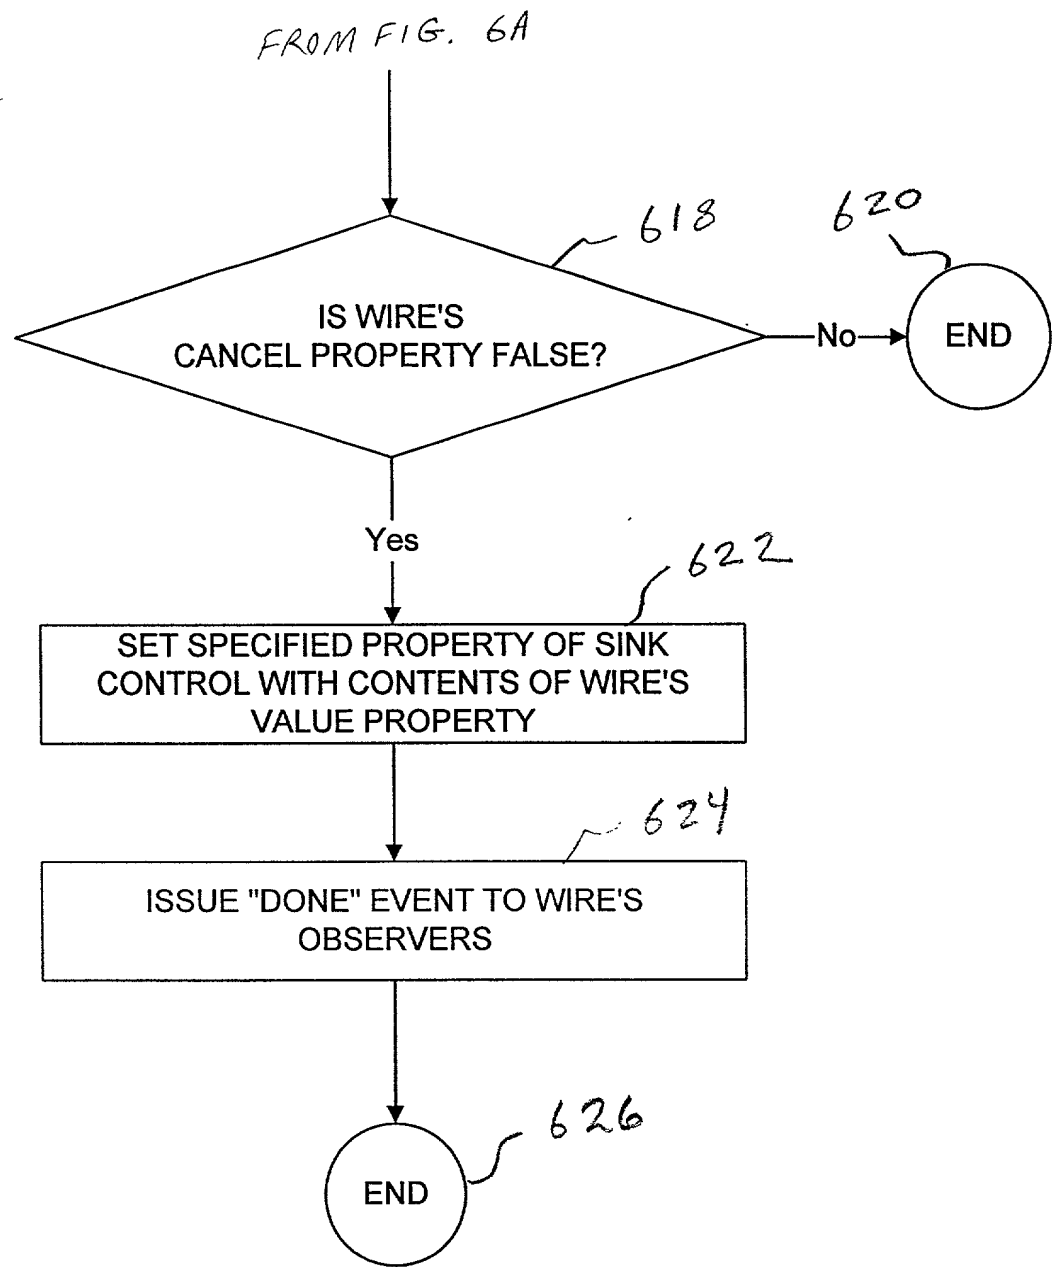 FROM FIG. 6A
618
620
IS WIRE'S
CANCEL PROPERTY FALSE?
No
END
Yes
622
SET SPECIFIED PROPERTY OF SINK
CONTROL WITH CONTENTS OF WIRE'S
VALUE PROPERTY
624
ISSUE "DONE" EVENT TO WIRE'S
OBSERVERS
626
END